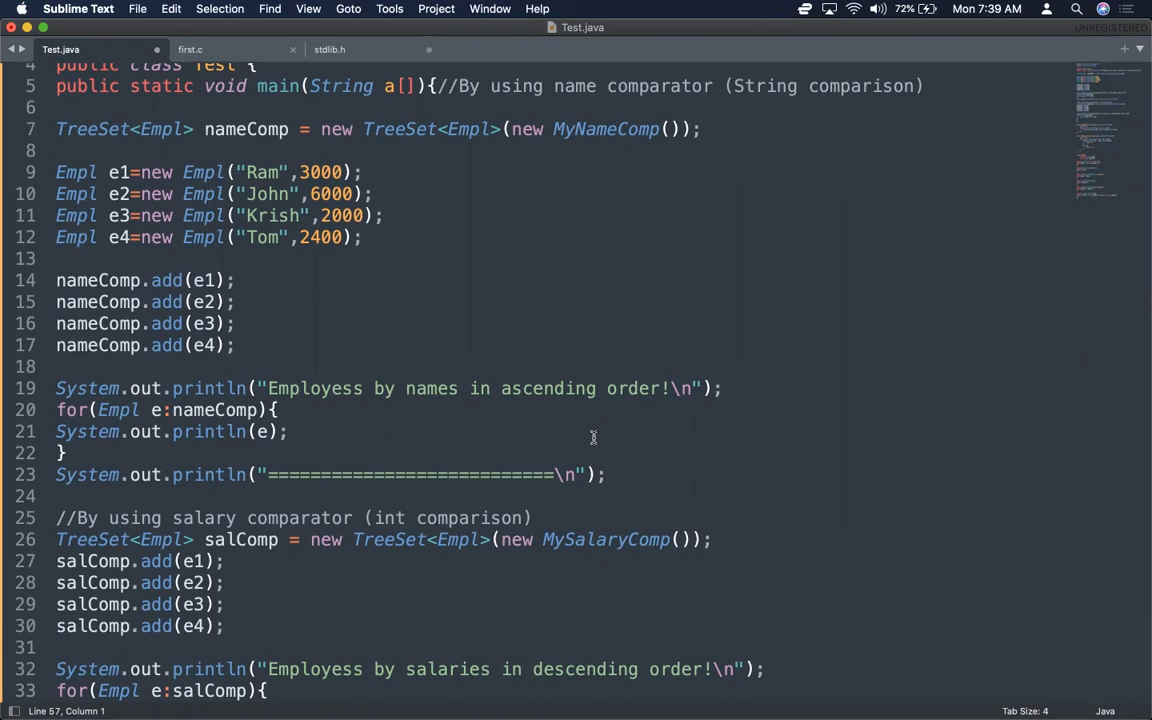 Sublime Text File Edit Selection Find View Goto Tools Project Window Help 72% Mon 7:39 AM
Test.java UNREGISTERED
Test.java first.c stdlib.h
4 public class Test {
5 public static void main(String a[]){//By using name comparator (String comparison)
6
7 TreeSet<Empl> nameComp = new TreeSet<Empl>(new MyNameComp());
8
9 Empl e1=new Empl("Ram",3000);
10 Empl e2=new Empl("John",6000);
11 Empl e3=new Empl("Krish",2000);
12 Empl e4=new Empl("Tom",2400);
13
14 nameComp.add(e1);
15 nameComp.add(e2);
16 nameComp.add(e3);
17 nameComp.add(e4);
18
19 System.out.println("Employess by names in ascending order!\n");
20 for(Empl e:nameComp){
21 System.out.println(e);
22 }
23 System.out.println("===========================\n");
24
25 //By using salary comparator (int comparison)
26 TreeSet<Empl> salComp = new TreeSet<Empl>(new MySalaryComp());
27 salComp.add(e1);
28 salComp.add(e2);
29 salComp.add(e3);
30 salComp.add(e4);
31
32 System.out.println("Employess by salaries in descending order!\n");
33 for(Empl e:salComp){
Line 57, Column 1 Tab Size: 4 Java